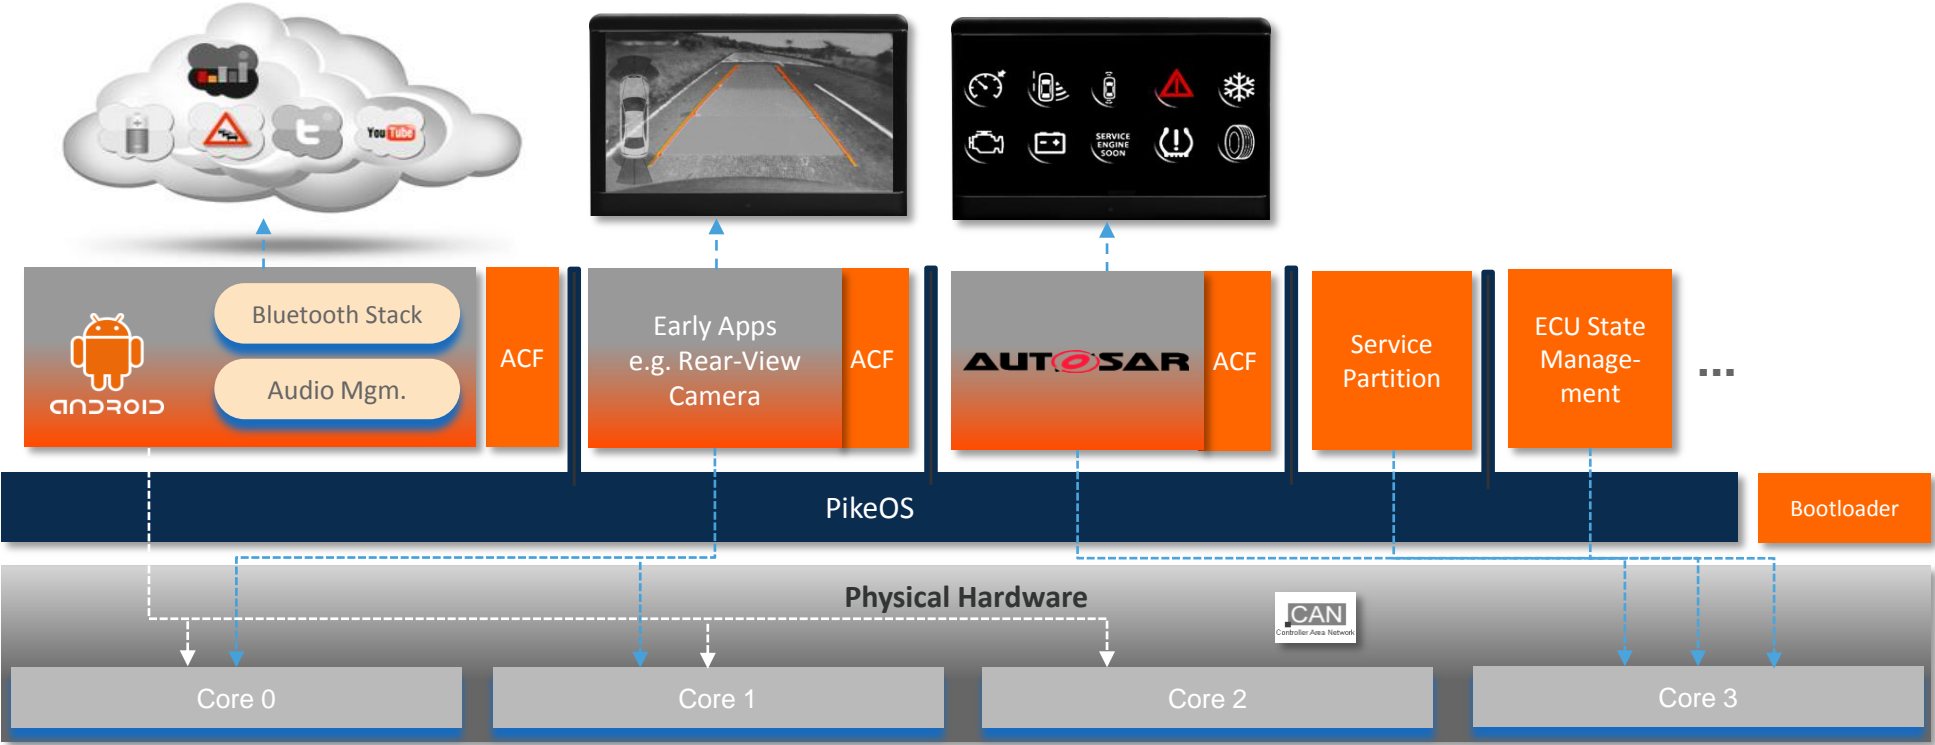 You Tube
SERVICE
ENGINE
SOON
Bluetooth Stack
Audio Mgm.
ANDROID
ACF
Early Apps
e.g. Rear-View
Camera
ACF
AUTOSAR
ACF
Service
Partition
ECU State
Manage-
ment
...
PikeOS
Bootloader
Physical Hardware
CAN
Controller Area Network
Core 0
Core 1
Core 2
Core 3